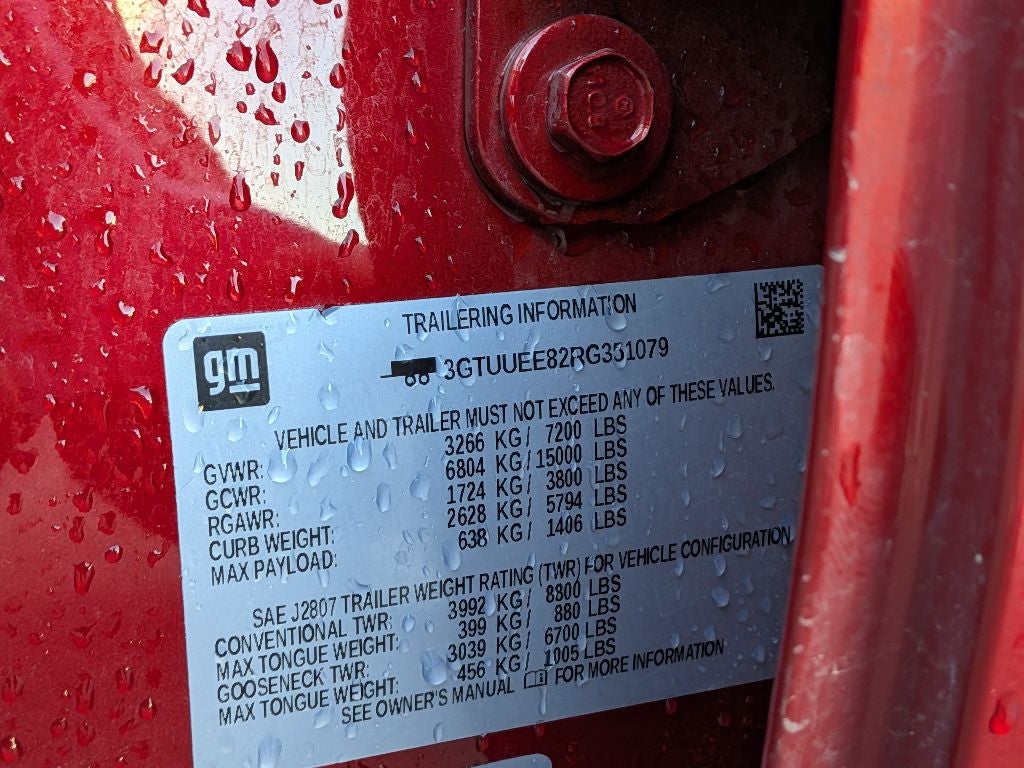 TRAILERING INFORMATION
gm
3GTUUEE82RG351079
VEHICLE AND TRAILER MUST NOT EXCEED ANY OF THESE VALUES.
GVWR: 3266 KG/ 7200 LBS
GCWR: 6804 KG/ 15000 LBS
RGAWR: 1724 KG/ 3800 LBS
CURB WEIGHT: 2628 KG/ 5794 LBS
MAX PAYLOAD: 638 KG/ 1406 LBS
SAE J2807 TRAILER WEIGHT RATING (TWR) FOR VEHICLE CONFIGURATION
CONVENTIONAL TWR: 3992 KG/ 8800 LBS
MAX TONGUE WEIGHT: 399 KG/ 880 LBS
GOOSENECK TWR: 3039 KG/ 6700 LBS
MAX TONGUE WEIGHT: 456 KG/ 1005 LBS
SEE OWNER'S MANUAL FOR MORE INFORMATION